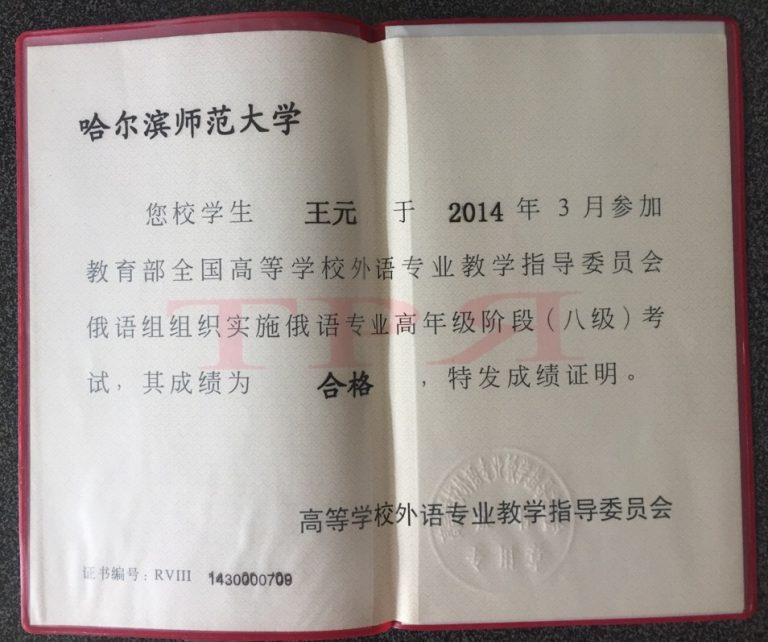 哈尔滨师范大学
您校学生 王元 于 2014 年 3 月参加
教育部全国高等学校外语专业教学指导委员会
俄语组组织实施俄语专业高年级阶段（八级）考
试，其成绩为 合格 ，特发成绩证明。
TPЯ
高等学校外语专业教学指导委员会
专用章
证书编号：RVIII 1430000709